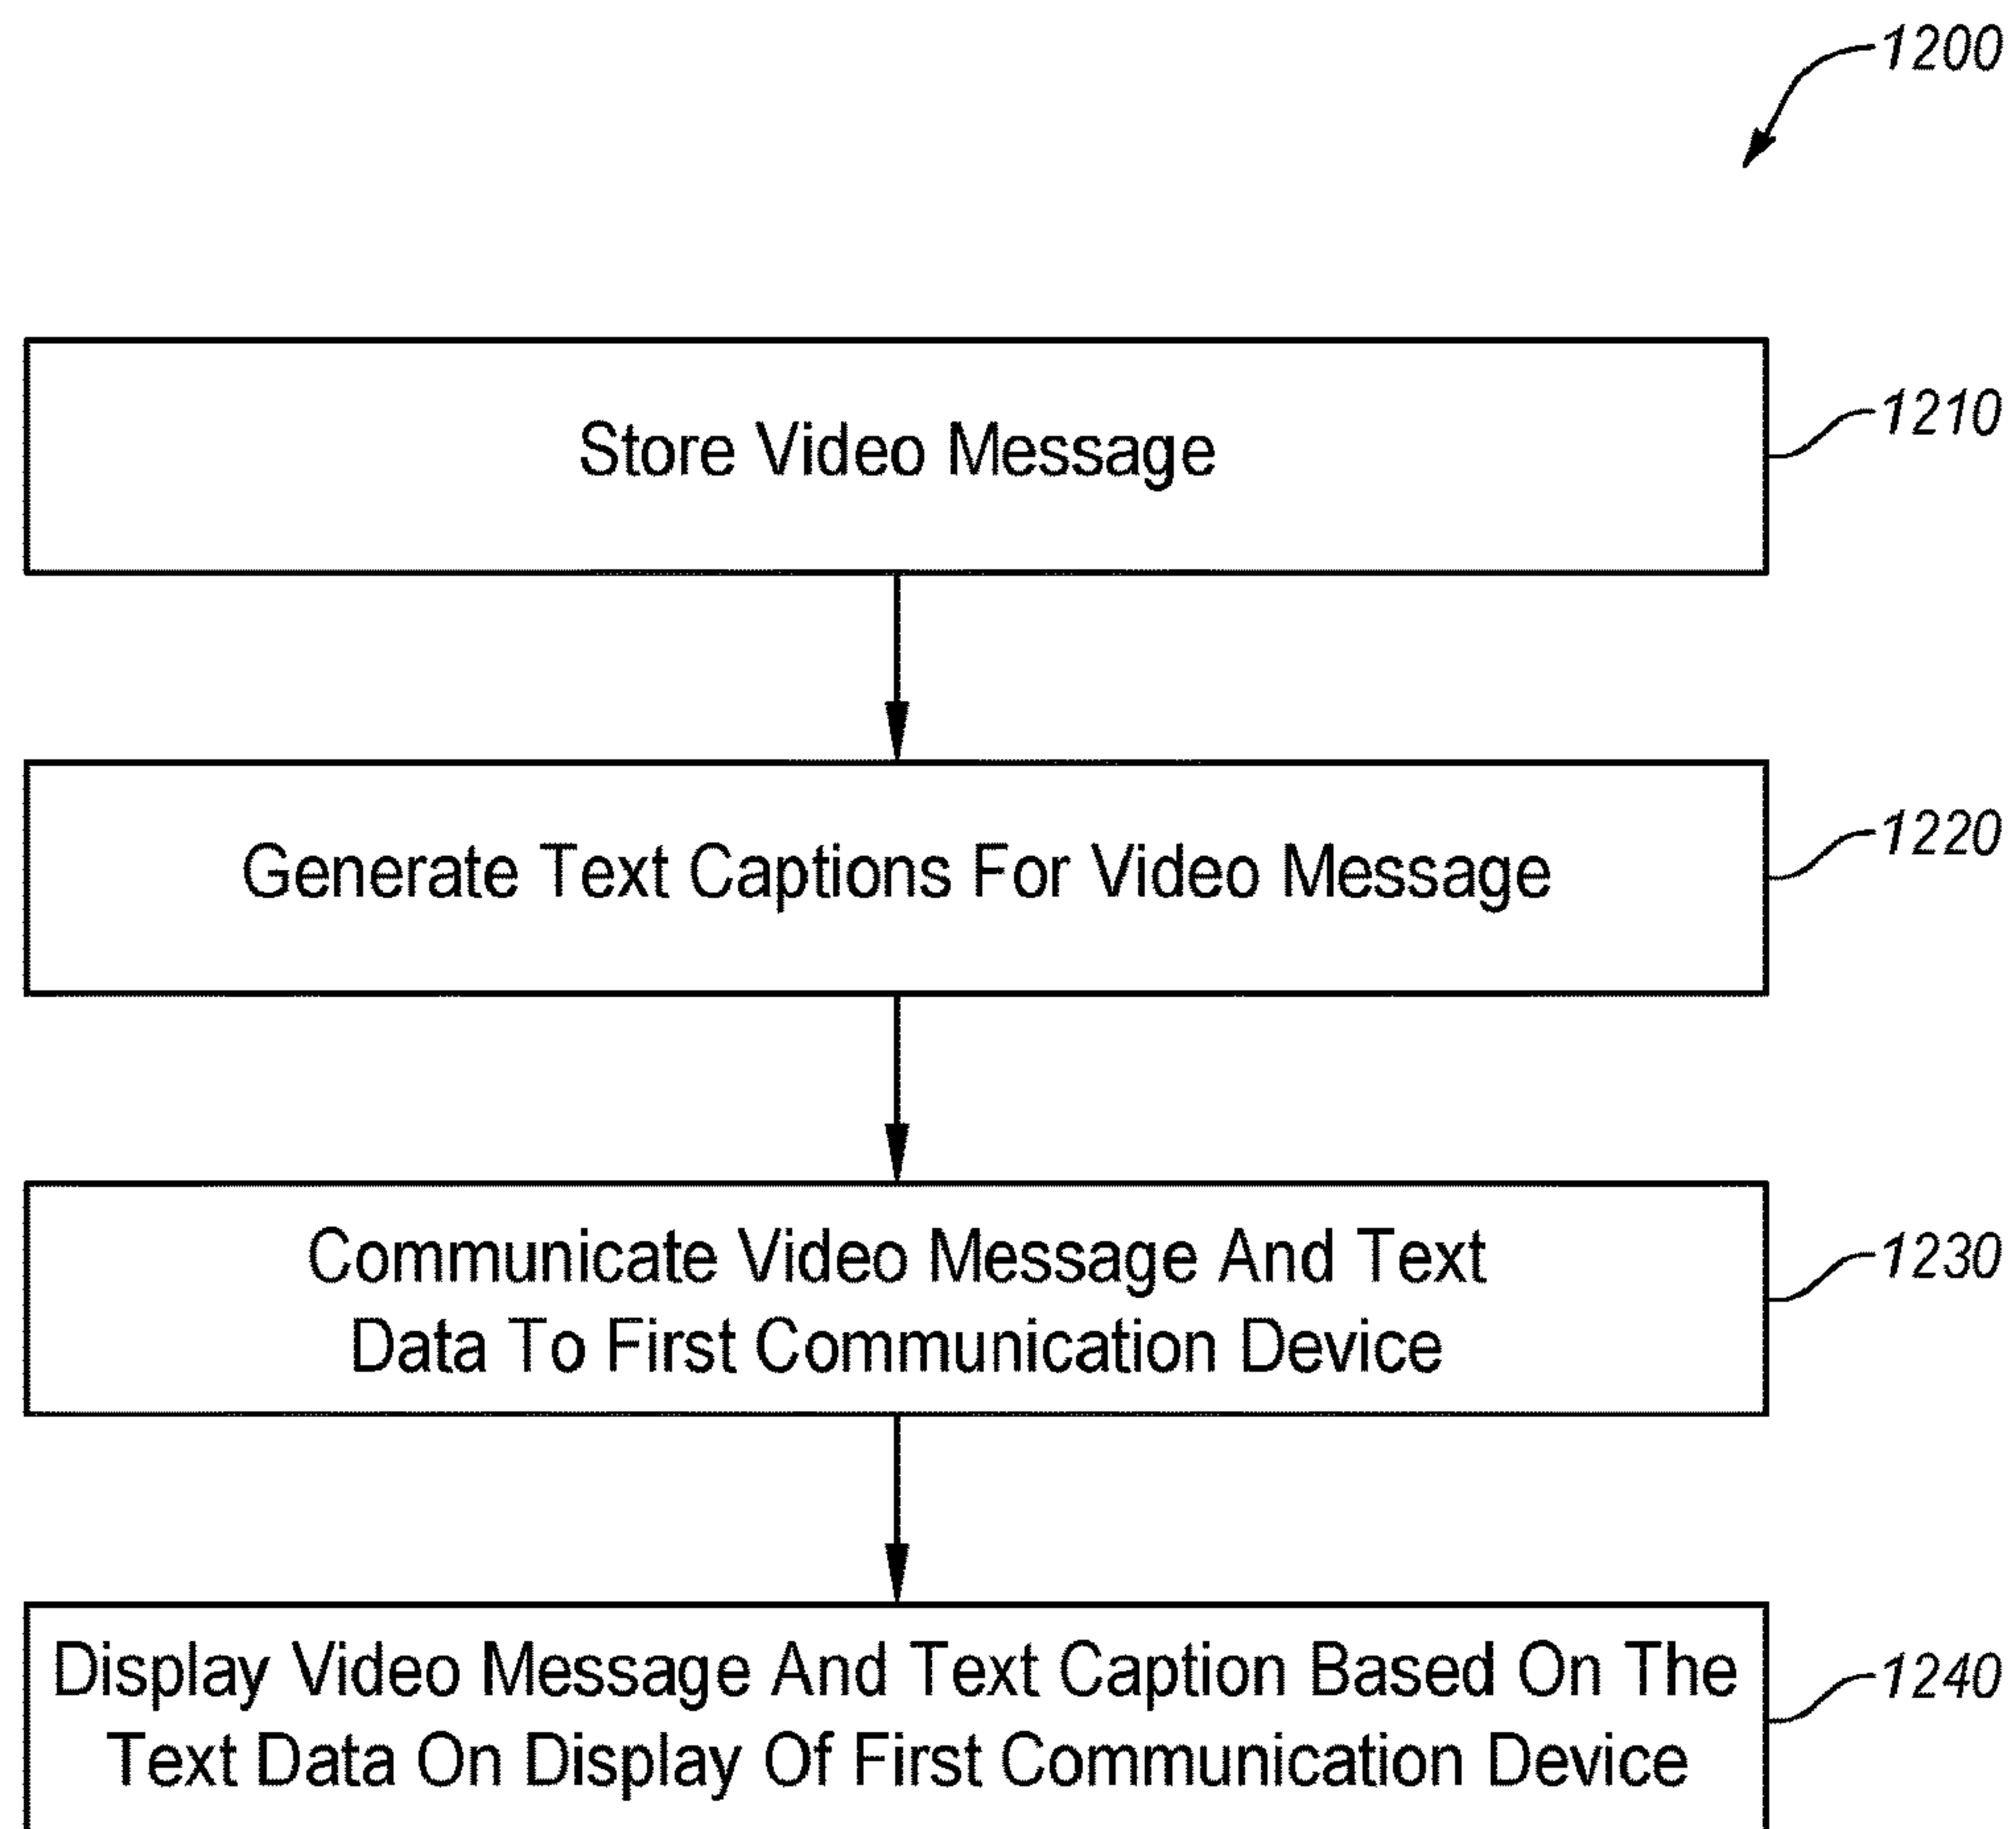 1200
Store Video Message
1210
Generate Text Captions For Video Message
1220
Communicate Video Message And Text
Data To First Communication Device
1230
Display Video Message And Text Caption Based On The
Text Data On Display Of First Communication Device
1240